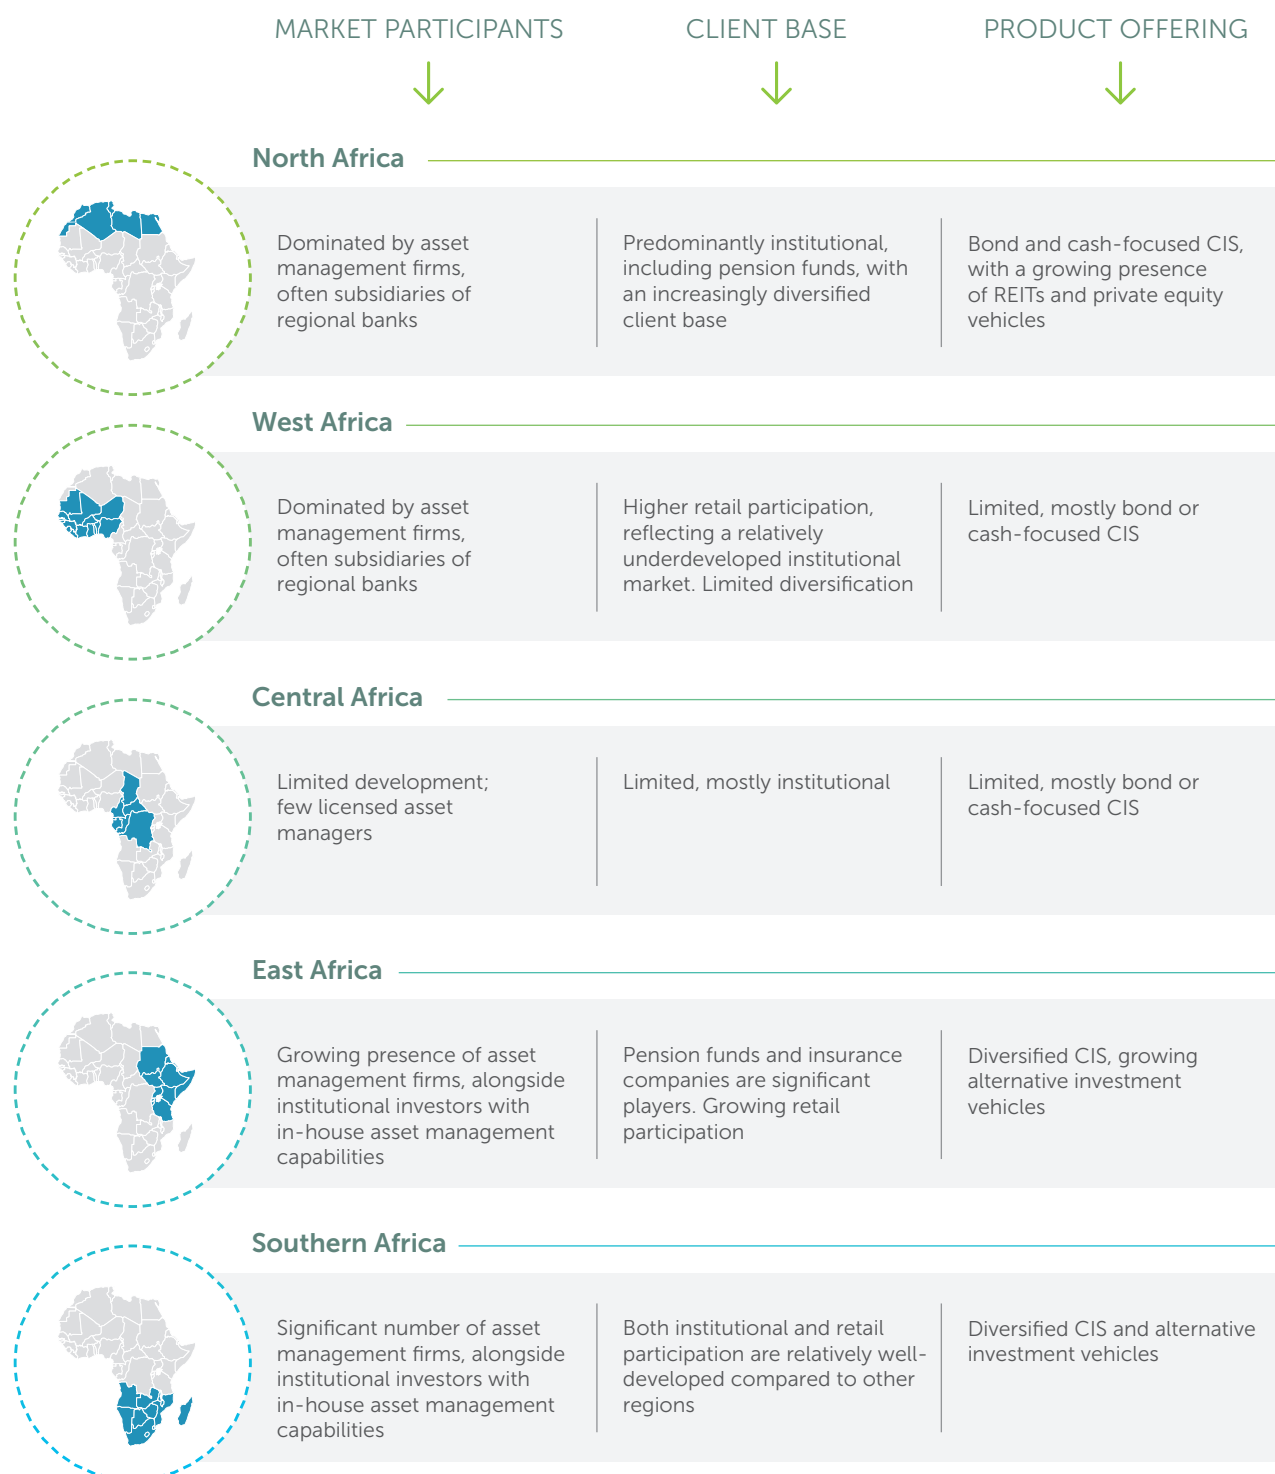 MARKET PARTICIPANTS
CLIENT BASE
PRODUCT OFFERING
North Africa
Dominated by asset
management firms,
often subsidiaries of
regional banks
Predominantly institutional,
including pension funds, with
an increasingly diversified
client base
Bond and cash-focused CIS,
with a growing presence
of REITs and private equity
vehicles
West Africa
Dominated by asset
management firms,
often subsidiaries of
regional banks
Higher retail participation,
reflecting a relatively
underdeveloped institutional
market. Limited diversification
Limited, mostly bond or
cash-focused CIS
Central Africa
Limited development;
few licensed asset
managers
Limited, mostly institutional
Limited, mostly bond or
cash-focused CIS
East Africa
Growing presence of asset
management firms, alongside
institutional investors with
in-house asset management
capabilities
Pension funds and insurance
companies are significant
players. Growing retail
participation
Diversified CIS, growing
alternative investment
vehicles
Southern Africa
Significant number of asset
management firms, alongside
institutional investors with
in-house asset management
capabilities
Both institutional and retail
participation are relatively well-
developed compared to other
regions
Diversified CIS and alternative
investment vehicles